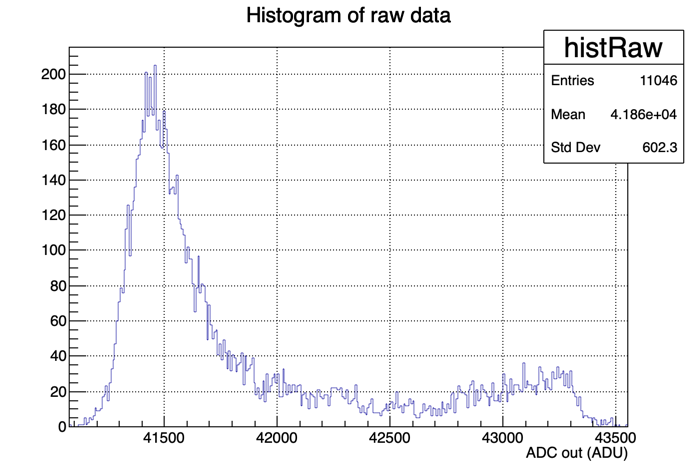 Histogram of raw data
histRaw
Entries 11046
Mean 4.186e+04
Std Dev 602.3
200
180
160
140
120
100
80
60
40
20
0
41500 42000 42500 43000 43500
ADC out (ADU)